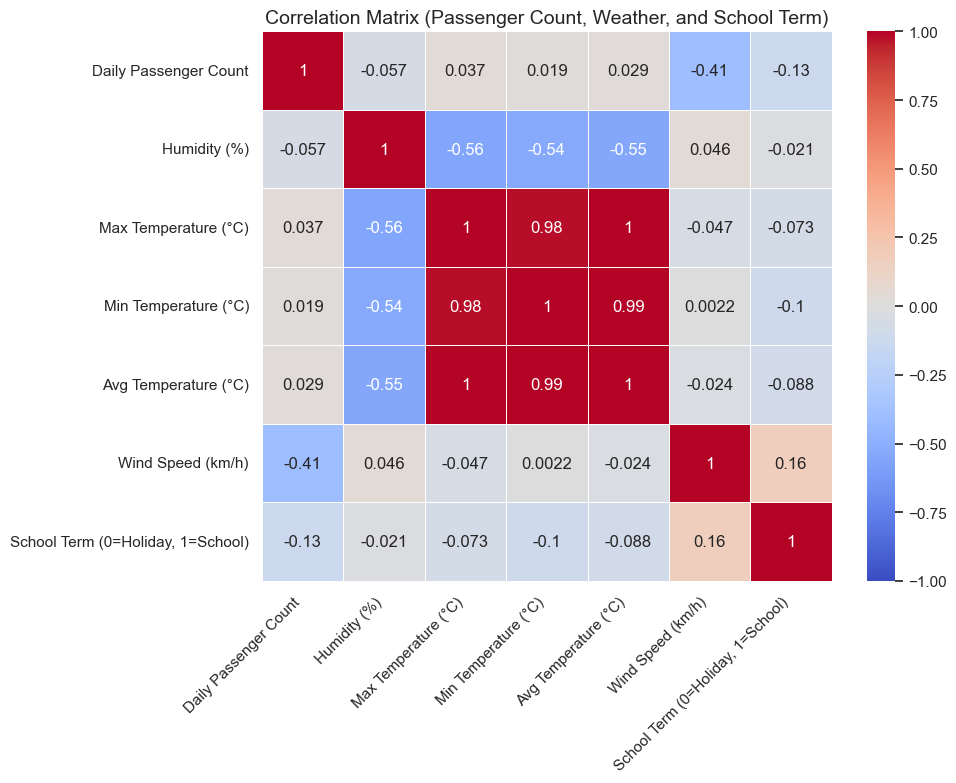 Correlation Matrix (Passenger Count, Weather, and School Term)
Daily Passenger Count 1 -0.057 0.037 0.019 0.029 -0.41 -0.13
Humidity (%) -0.057 1 -0.56 -0.54 -0.55 0.046 -0.021
Max Temperature (°C) 0.037 -0.56 1 0.98 1 -0.047 -0.073
Min Temperature (°C) 0.019 -0.54 0.98 1 0.99 0.0022 -0.1
Avg Temperature (°C) 0.029 -0.55 1 0.99 1 -0.024 -0.088
Wind Speed (km/h) -0.41 0.046 -0.047 0.0022 -0.024 1 0.16
School Term (0=Holiday, 1=School) -0.13 -0.021 -0.073 -0.1 -0.088 0.16 1
Daily Passenger Count
Humidity (%)
Max Temperature (°C)
Min Temperature (°C)
Avg Temperature (°C)
Wind Speed (km/h)
School Term (0=Holiday, 1=School)
1.00
0.75
0.50
0.25
0.00
−0.25
−0.50
−0.75
−1.00